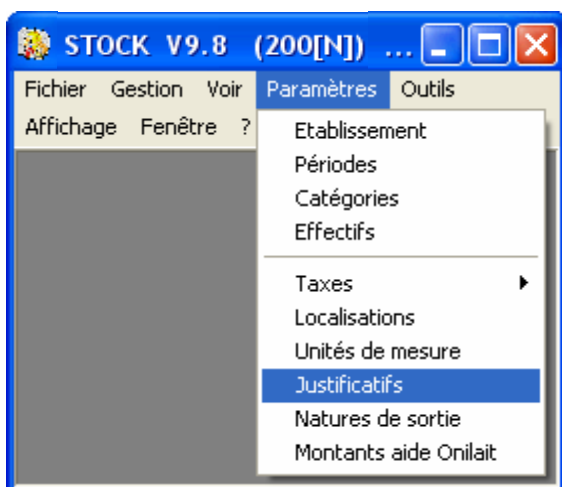 STOCK V9.8 (200[N]) ...
Fichier Gestion Voir Paramètres Outils
Affichage Fenêtre ?
Etablissement
Périodes
Catégories
Effectifs
Taxes
Localisations
Unités de mesure
Justificatifs
Natures de sortie
Montants aide Onilait